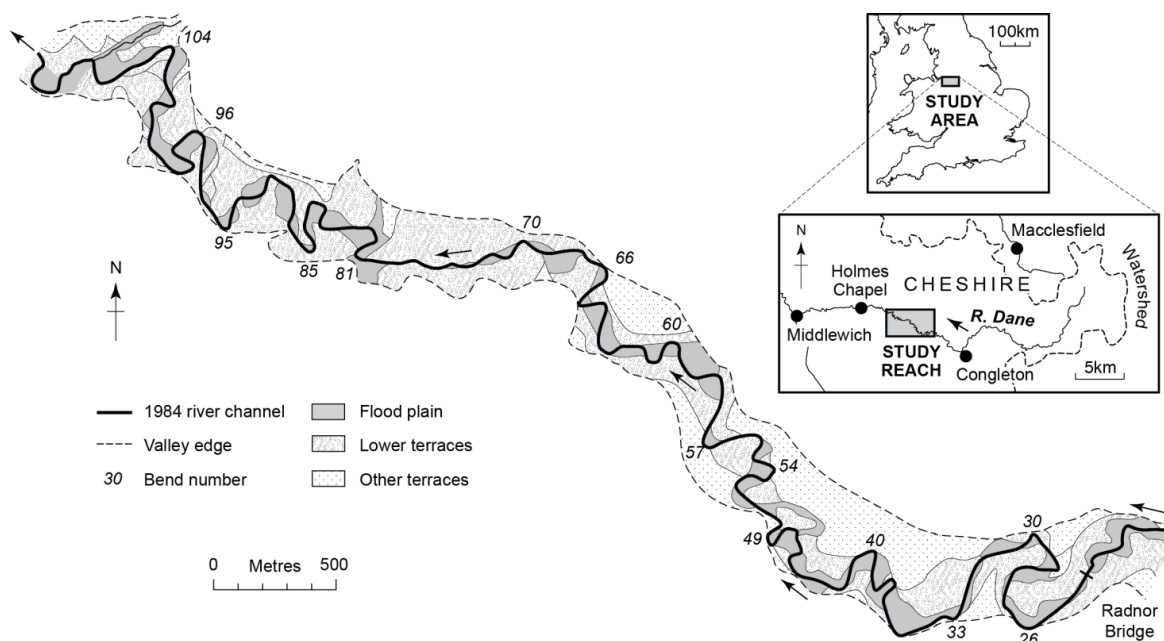 104
96
95
85
81
70
66
60
57
54
49
40
33
30
26
Radnor
Bridge
N
1984 river channel
Flood plain
Valley edge
Lower terraces
30
Bend number
Other terraces
0
Metres
500
100km
STUDY
AREA
N
Macclesfield
Holmes
Chapel
CHESHIRE
Watershed
R. Dane
Middlewich
STUDY
REACH
Congleton
5km